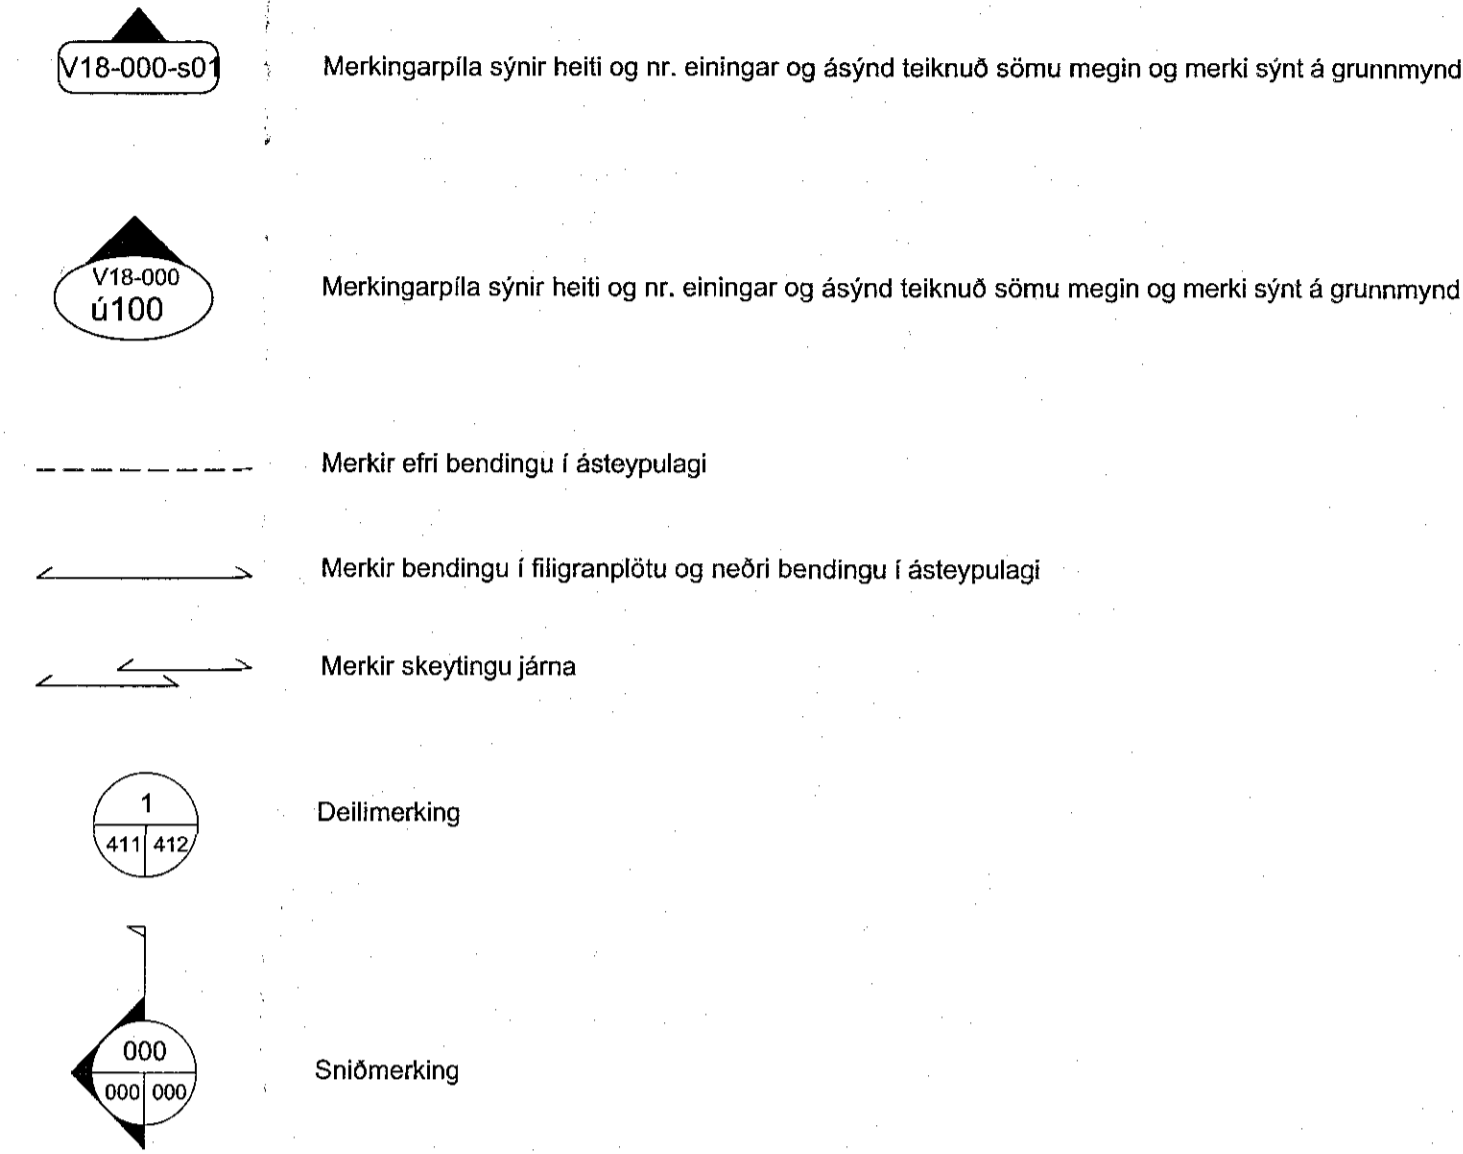 V18-000-s01
Merkingarpíla sýnir heiti og nr. einingar og ásýnd teiknuð sömu megin og merki sýnt á grunnmynd
V18-000
ú100
Merkingarpíla sýnir heiti og nr. einingar og ásýnd teiknuð sömu megin og merki sýnt á grunnmynd
Merkir efri bendingu í ásteypulagi
Merkir bendingu í filigranplötu og neðri bendingu í ásteypulagi
Merkir skeytingu járna
1
411 412
Deilimerking
000
000 000
Sniðmerking